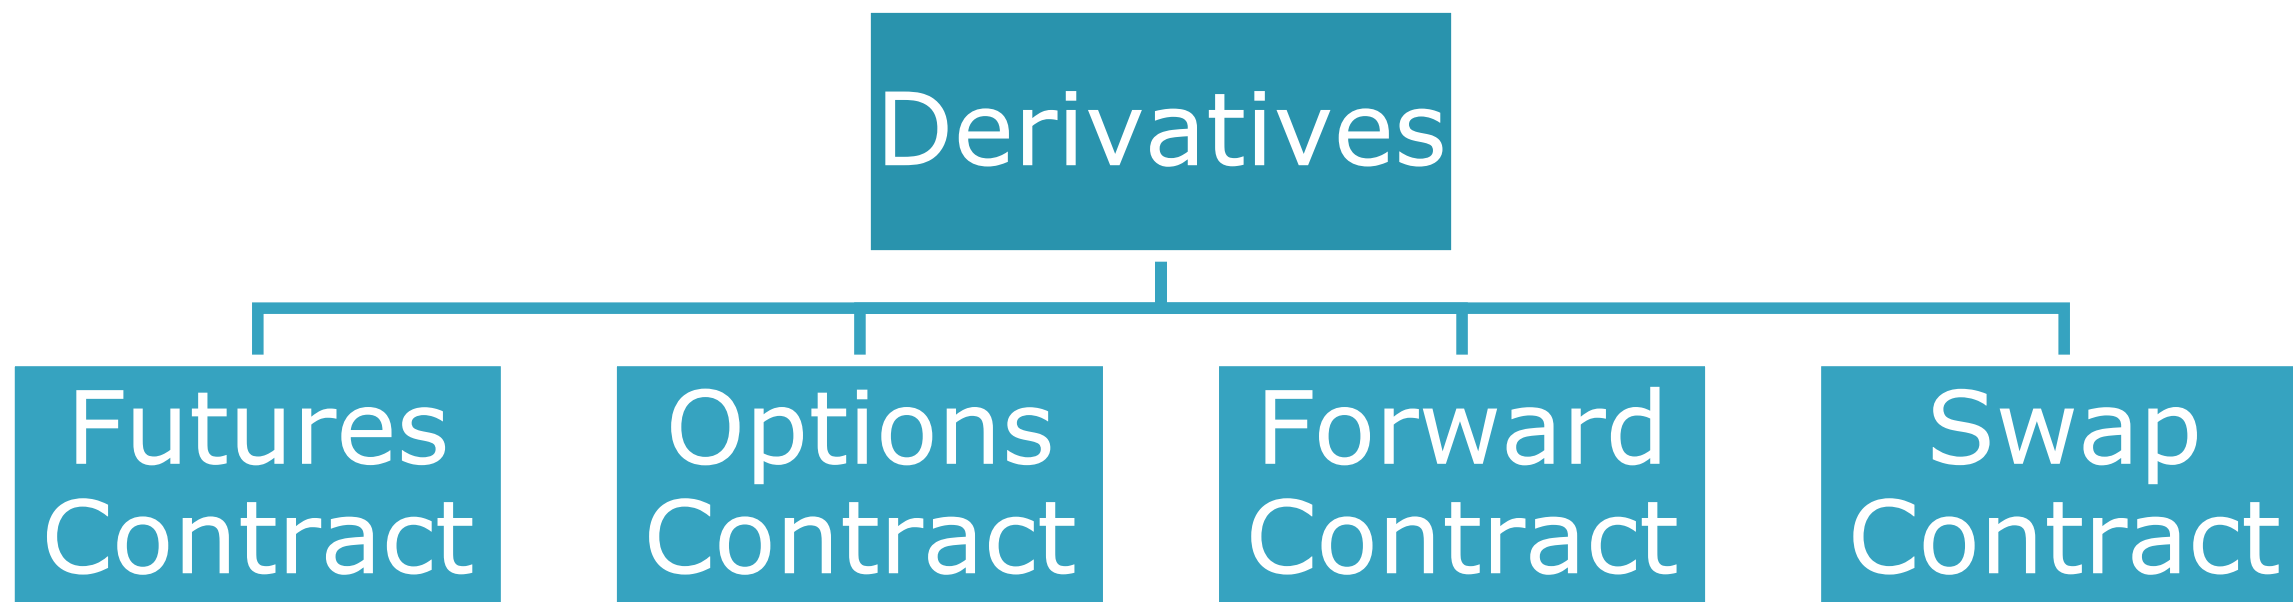 Derivatives
Futures
Contract
Options
Contract
Forward
Contract
Swap
Contract